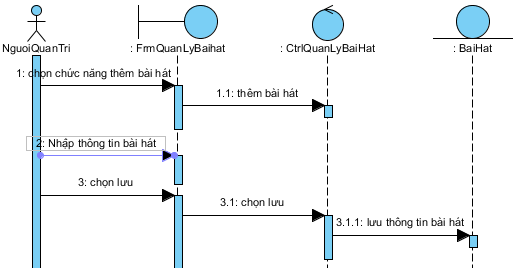 NguoiQuanTri
: FrmQuanLyBaihat
: CtrlQuanLyBaiHat
: BaiHat
1: chọn chức năng thêm bài hát
1.1: thêm bài hát
2: Nhập thông tin bài hát
3: chọn lưu
3.1: chọn lưu
3.1.1: lưu thông tin bài hát